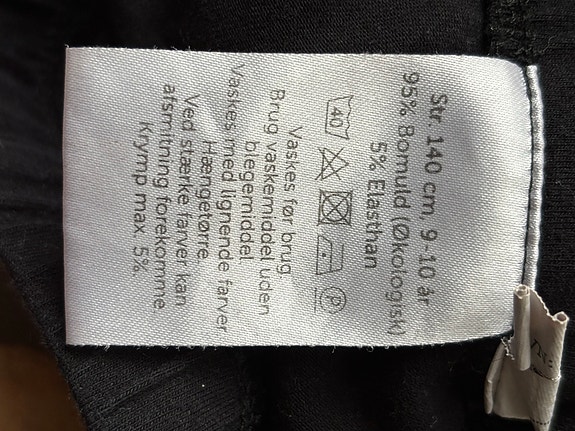 Str. 140 cm, 9-10 år
95% Bomuld (Økologisk)
5% Elasthan
40
P
Vaskes før brug.
Brug vaskemiddel uden
blegemiddel.
Vaskes med lignende farver.
Hængetørre.
Ved stærke farver kan
afsmitning forekomme.
Krymp max. 5%.